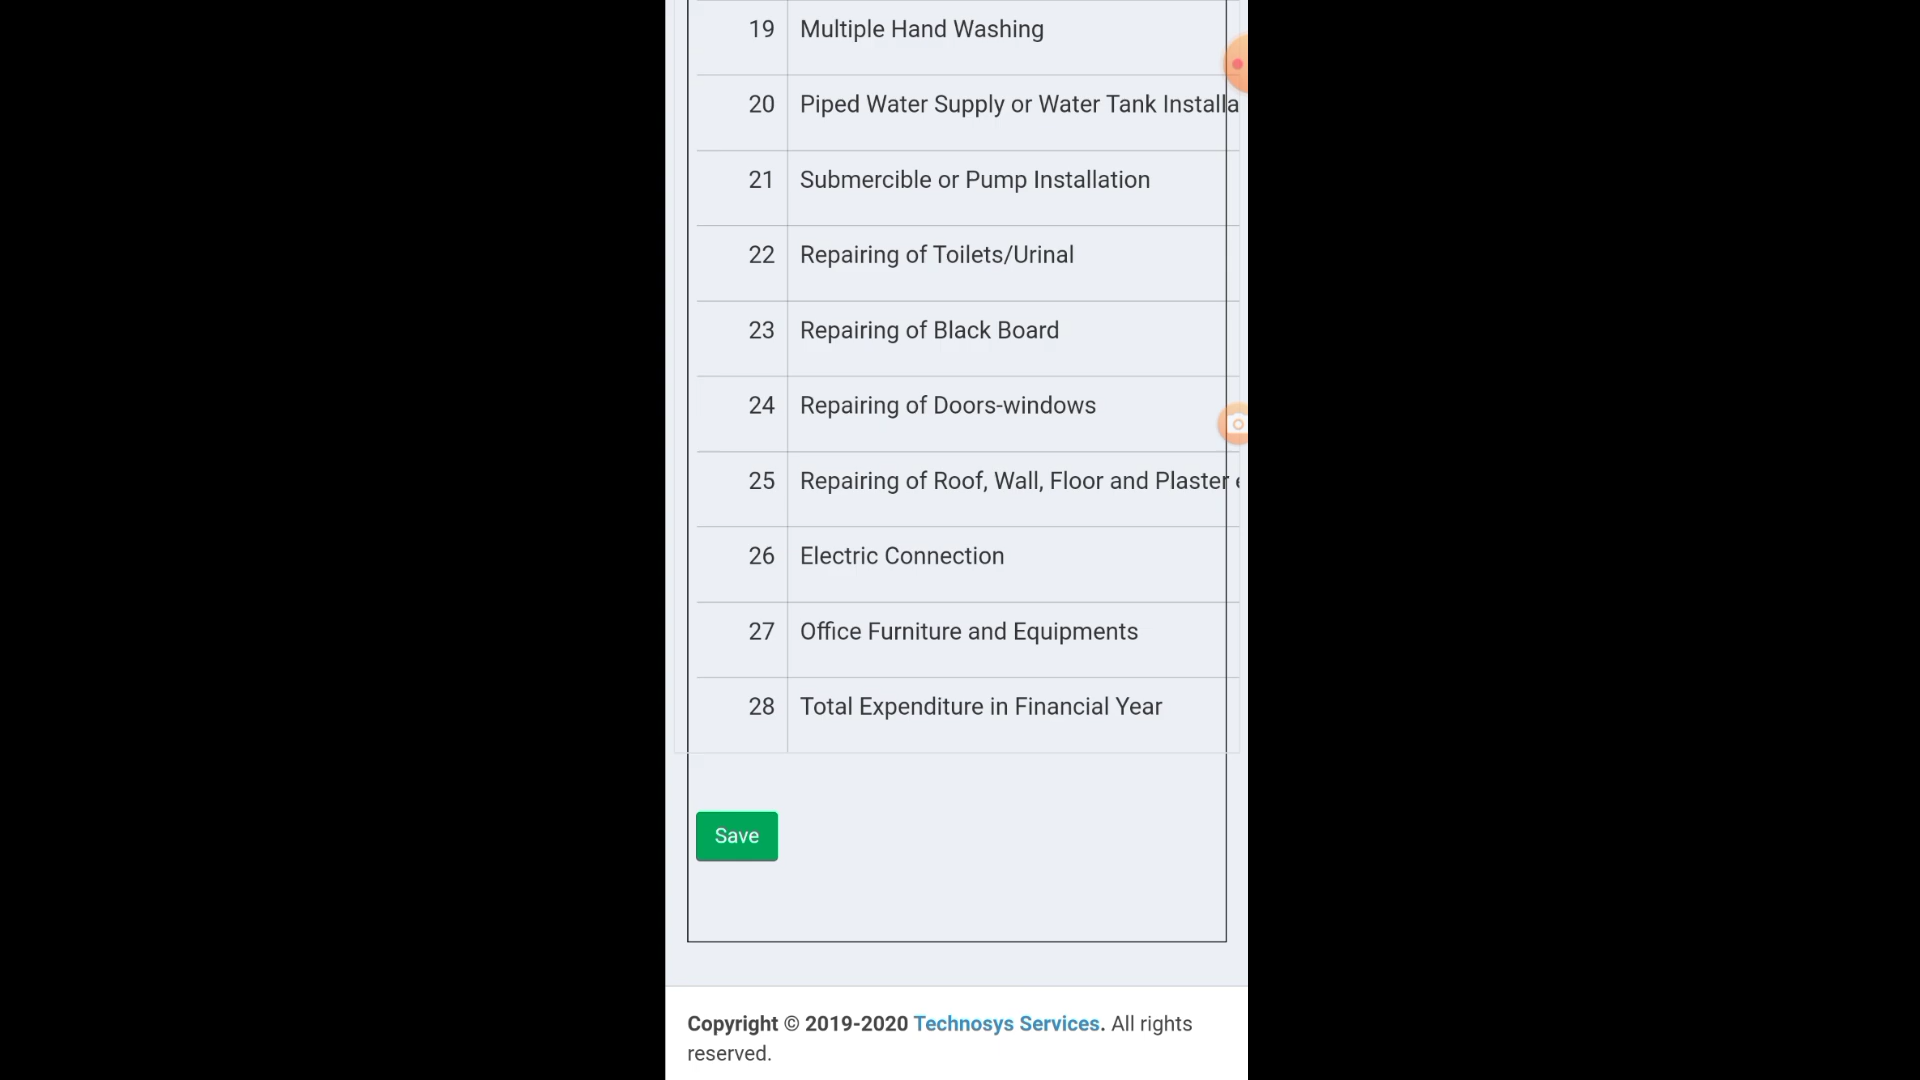 19 Multiple Hand Washing
20 Piped Water Supply or Water Tank Installa
21 Submercible or Pump Installation
22 Repairing of Toilets/Urinal
23 Repairing of Black Board
24 Repairing of Doors-windows
25 Repairing of Roof, Wall, Floor and Plaster
26 Electric Connection
27 Office Furniture and Equipments
28 Total Expenditure in Financial Year
Save
Copyright © 2019-2020 Technosys Services. All rights
reserved.